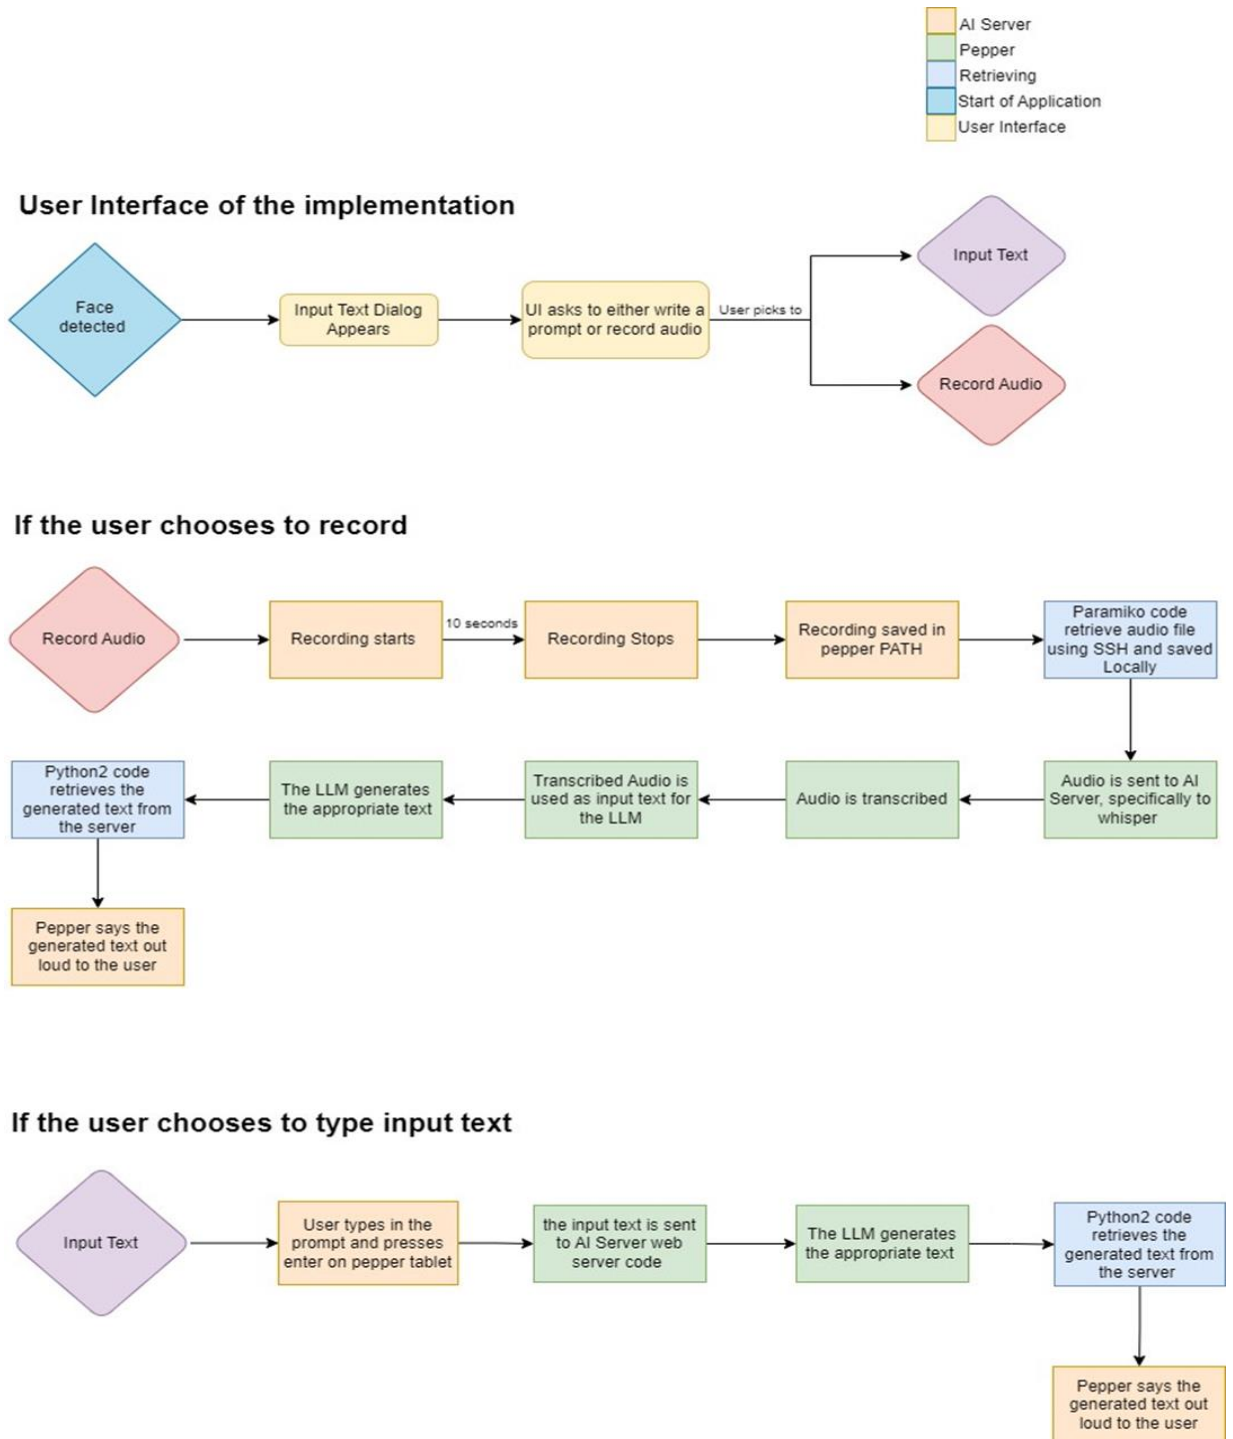 AI Server
Pepper
Retrieving
Start of Application
User Interface
User Interface of the implementation
Face
detected
Input Text Dialog
Appears
UI asks to either write a
prompt or record audio
User picks to
Input Text
Record Audio
If the user chooses to record
Record Audio
Recording starts
10 seconds
Recording Stops
Recording saved in
pepper PATH
Paramiko code
retrieve audio file
using SSH and saved
Locally
Audio is sent to AI
Server, specifically to
whisper
Audio is transcribed
Transcribed Audio is
used as input text for
the LLM
The LLM generates
the appropriate text
Python2 code
retrieves the
generated text from
the server
Pepper says the
generated text out
loud to the user
If the user chooses to type input text
Input Text
User types in the
prompt and presses
enter on pepper tablet
the input text is sent
to AI Server web
server code
The LLM generates
the appropriate text
Python2 code
retrieves the
generated text from
the server
Pepper says the
generated text out
loud to the user